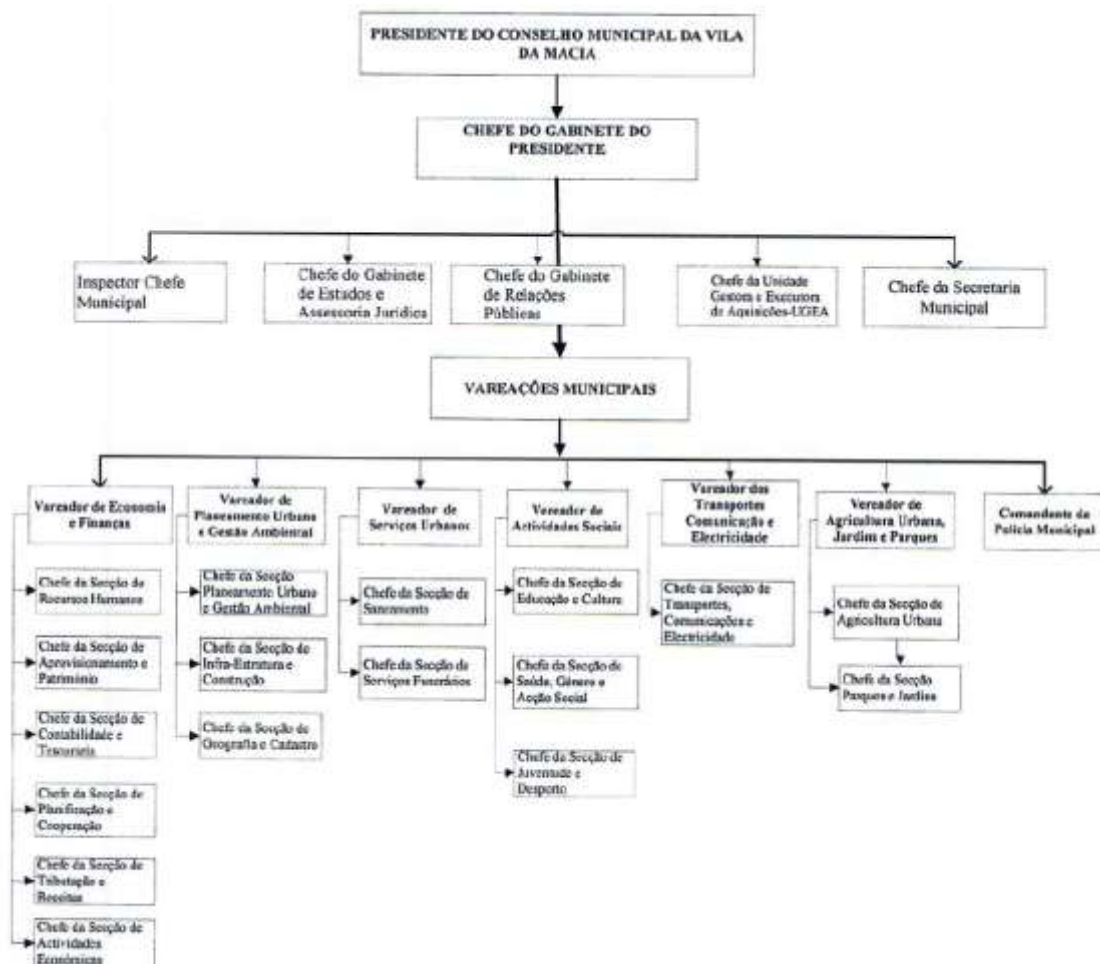 PRESIDENTE DO CONSELHO MUNICIPAL DA VILA
DA MACIA
CHEFE DO GABINETE DO
PRESIDENTE
Inspector Chefe
Municipal
Chefe do Gabinete
de Estudos e
Assessoria Jurídica
Chefe do Gabinete
de Relações
Públicas
Chefe da Unidade
Gestora e Executora
de Aquisições-UGEA
Chefe da Secretaria
Municipal
VAREAÇÕES MUNICIPAIS
Vareador de Economia
e Finanças
Chefe da Secção de
Recursos Humanos
Chefe da Secção de
Aprovisionamento e
Património
Chefe da Secção de
Contabilidade e
Tesouraria
Chefe da Secção de
Planificação e
Cooperação
Chefe da Secção de
Tributação e
Receitas
Chefe da Secção de
Actividades
Económicas
Vareador de
Planeamento Urbano
e Gestão Ambiental
Chefe da Secção
Planeamento Urbano
e Gestão Ambiental
Chefe da Secção de
Infra-Estrutura e
Construção
Chefe da Secção de
Geografia e Cadastro
Vareador de
Serviços Urbanos
Chefe da Secção de
Saneamento
Chefe da Secção de
Serviços Funerários
Vereador de
Actividades Sociais
Chefe da Secção de
Educação e Cultura
Chefe da Secção de
Saúde, Género e
Acção Social
Chefe da Secção de
Juventude e
Desporto
Vareador dos
Transportes
Comunicação e
Electricidade
Chefe da Secção de
Transportes,
Comunicações e
Electricidade
Vereador de
Agricultura Urbana,
Jardim e Parques
Chefe da Secção de
Agricultura Urbana
Chefe da Secção
Parques e Jardins
Comandante da
Polícia Municipal